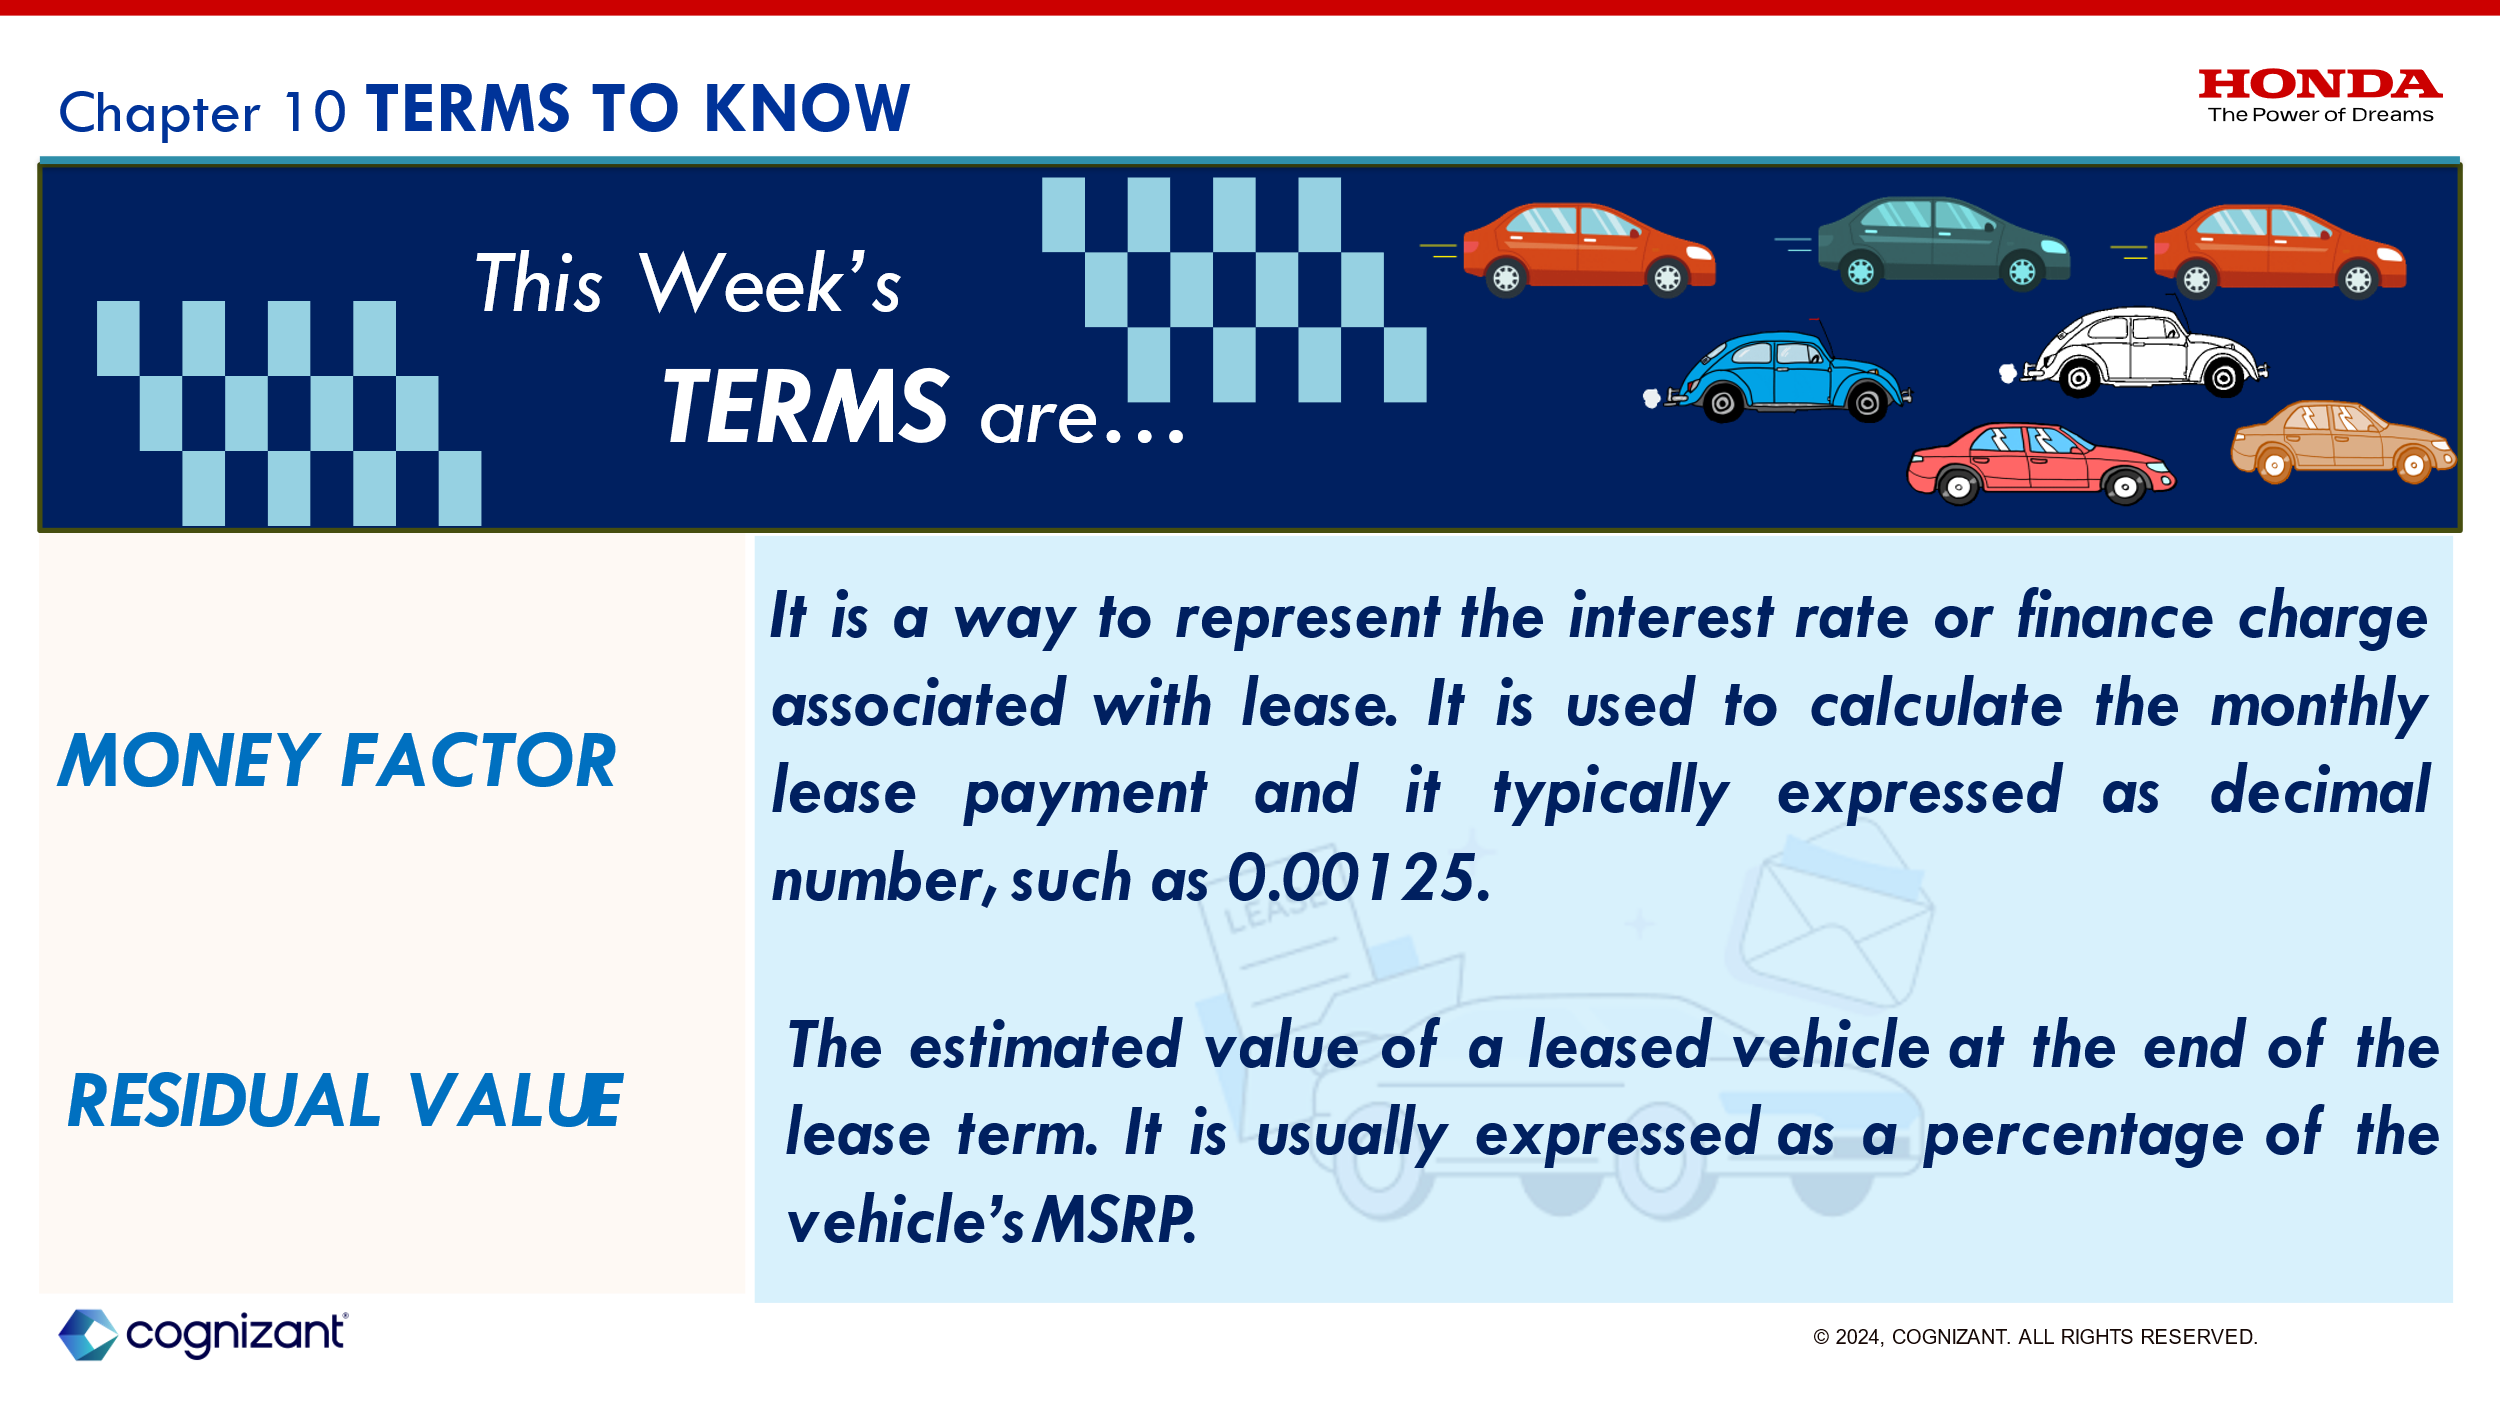 Chapter 10 TERMS TO KNOW
HONDA
The Power of Dreams
This Week's
TERMS are...
MONEY FACTOR
It is a way to represent the interest rate or finance charge
associated with lease. It is used to calculate the monthly
lease payment and it typically expressed as decimal
number, such as 0.00125.
LEASE
RESIDUAL VALUE
The estimated value of a leased vehicle at the end of the
lease term. It is usually expressed as a percentage of the
vehicle's MSRP.
cognizant®
© 2024, COGNIZANT. ALL RIGHTS RESERVED.